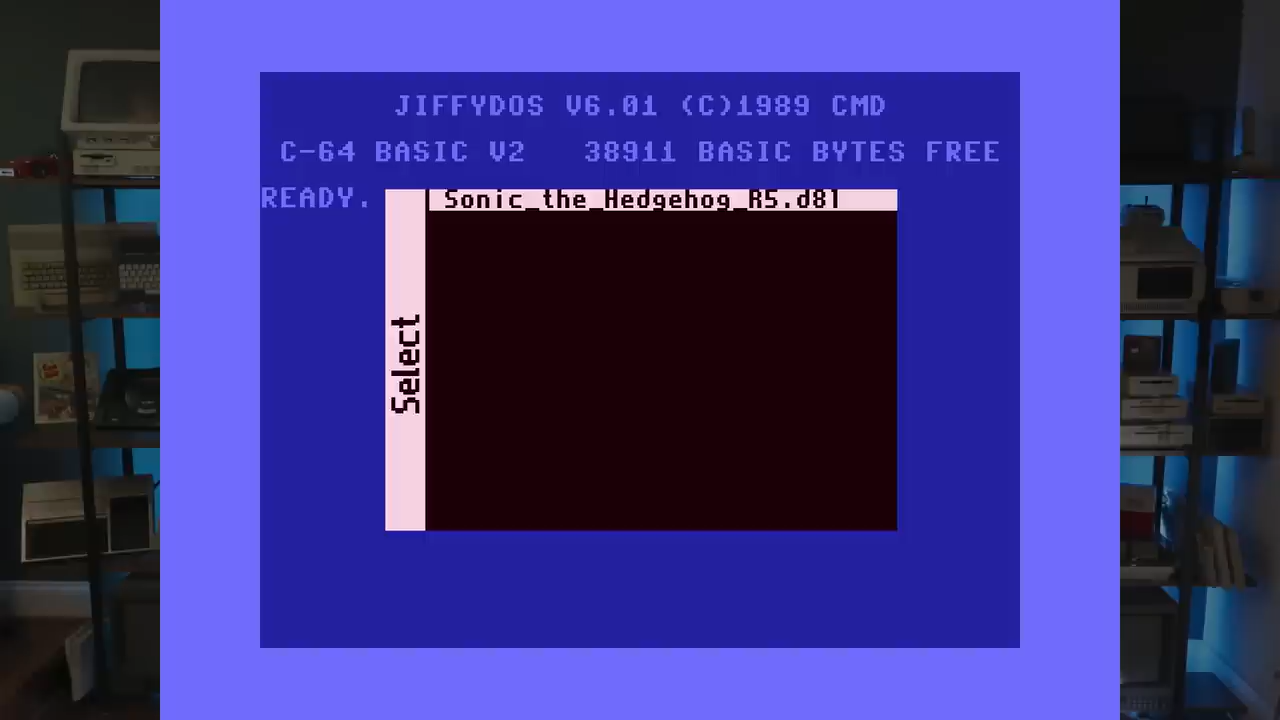 JIFFYDOS V6.01 (C)1989 CMD
C-64 BASIC V2 38911 BASIC BYTES FREE
READY.
Sonic_the_Hedgehog_R5.d81
Select